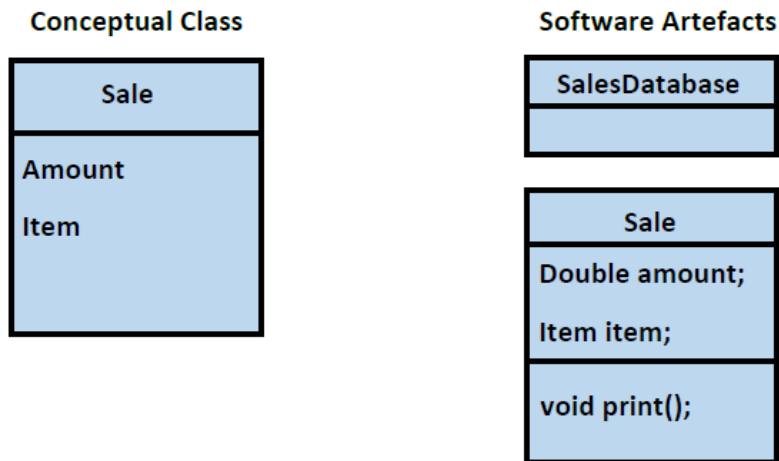 Conceptual Class
Sale
Amount
Item
Software Artefacts
SalesDatabase
Sale
Double amount;
Item item;
void print();